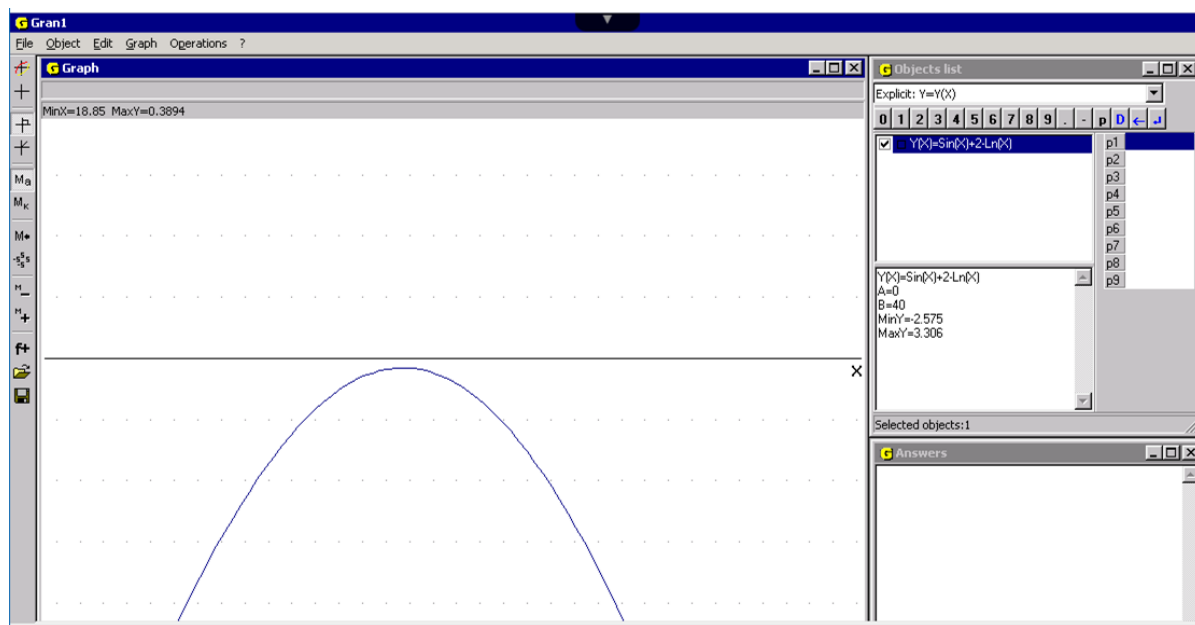 Gran1
File Object Edit Graph Operations ?
Graph
MinX=18.85 MaxY=0.3894
X
Objects list
Explicit: Y=Y(X)
0 1 2 3 4 5 6 7 8 9 . - p D
Y(X)=Sin(X)+2-Ln(X)
p1
p2
p3
p4
p5
p6
p7
p8
p9
Y(X)=Sin(X)+2-Ln(X)
A=0
B=40
MinY=-2.575
MaxY=3.306
Selected objects:1
Answers
Ma
Mк
M
M
M+
f+